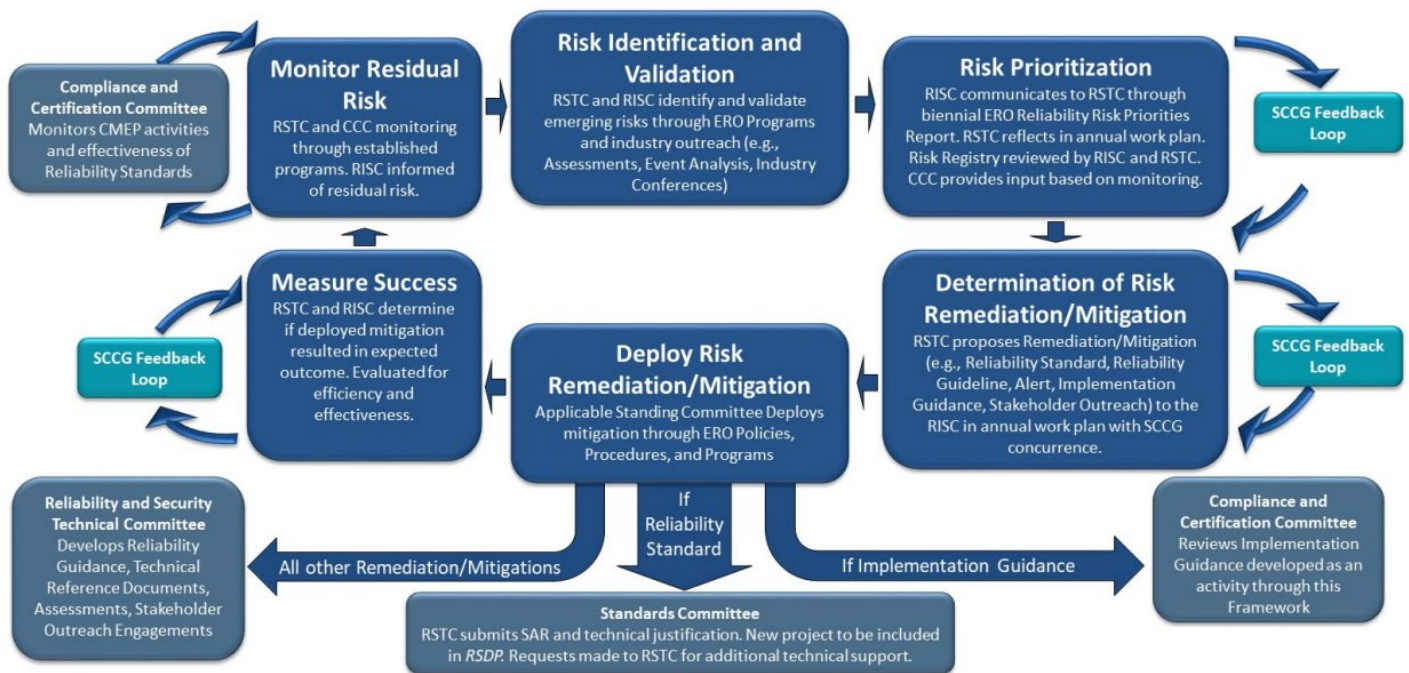 Compliance and
Certification Committee
Monitors CMEP activities
and effectiveness of
Reliability Standards
Monitor Residual
Risk
RSTC and CCC monitoring
through established
programs. RISC informed
of residual risk.
Risk Identification and
Validation
RSTC and RISC identify and validate
emerging risks through ERO Programs
and industry outreach (e.g.,
Assessments, Event Analysis, Industry
Conferences)
Risk Prioritization
RISC communicates to RSTC through
biennial ERO Reliability Risk Priorities
Report. RSTC reflects in annual work plan.
Risk Registry reviewed by RISC and RSTC.
CCC provides input based on monitoring.
SCCG Feedback
Loop
Determination of Risk
Remediation/Mitigation
RSTC proposes Remediation/Mitigation
(e.g., Reliability Standard, Reliability
Guideline, Alert, Implementation
Guidance, Stakeholder Outreach) to the
RISC in annual work plan with SCCG
concurrence.
SCCG Feedback
Loop
Deploy Risk
Remediation/Mitigation
Applicable Standing Committee Deploys
mitigation through ERO Policies,
Procedures, and Programs
Measure Success
RSTC and RISC determine
if deployed mitigation
resulted in expected
outcome. Evaluated for
efficiency and
effectiveness.
SCCG Feedback
Loop
Reliability and Security
Technical Committee
Develops Reliability
Guidance, Technical
Reference Documents,
Assessments, Stakeholder
Outreach Engagements
All other Remediation/Mitigations
If
Reliability
Standard
If Implementation Guidance
Compliance and
Certification Committee
Reviews Implementation
Guidance developed as an
activity through this
Framework
Standards Committee
RSTC submits SAR and technical justification. New project to be included
in RSDP. Requests made to RSTC for additional technical support.